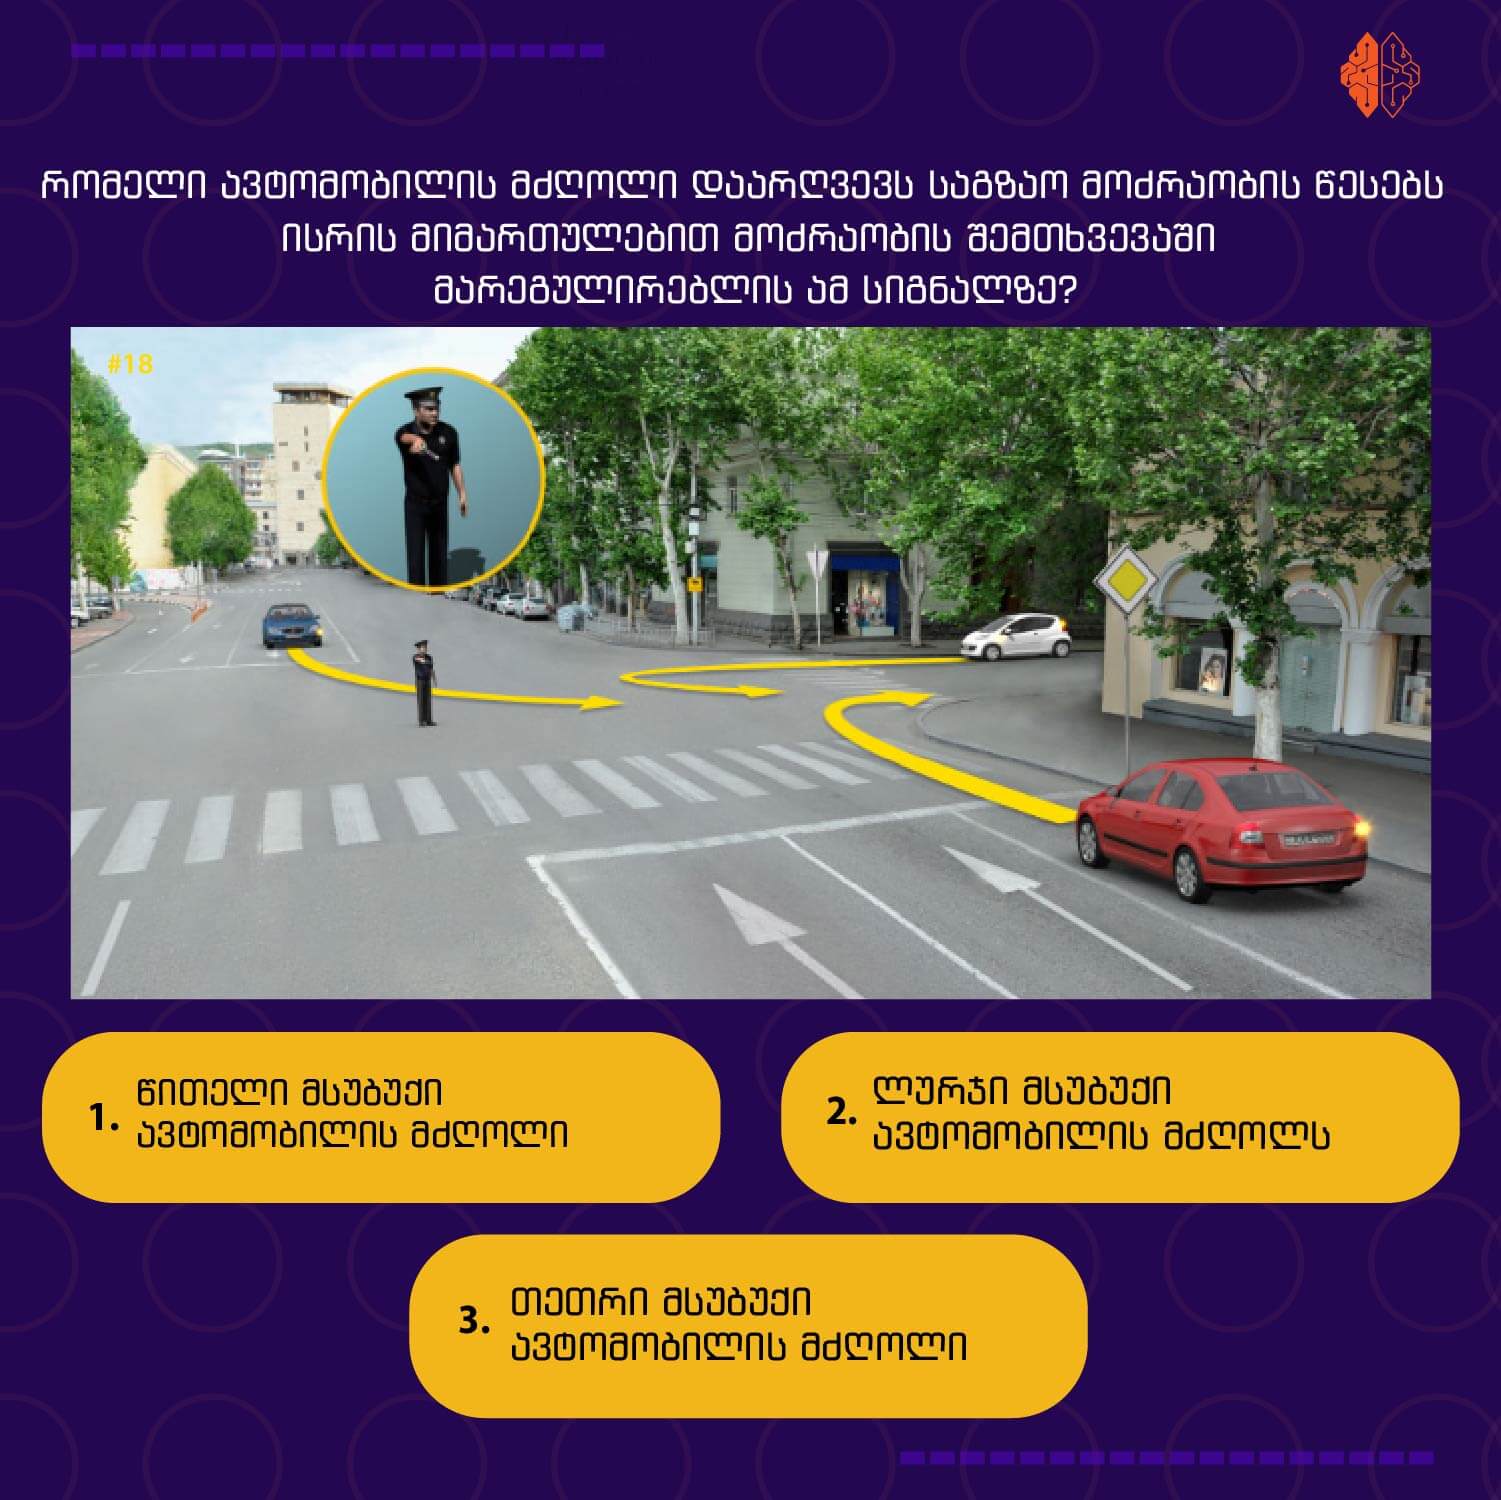 რომელი ავტომობილის მძღოლი დაარღვევს საგზაო მოძრაობის წესებს
ისრის მიმართულებით მოძრაობის შემთხვევაში
მარეგულირებლის ამ სიგნალზე?
#18
1. წითელი მსუბუქი
ავტომობილის მძღოლი
2. ლურჯი მსუბუქი
ავტომობილის მძღოლს
3. თეთრი მსუბუქი
ავტომობილის მძღოლი